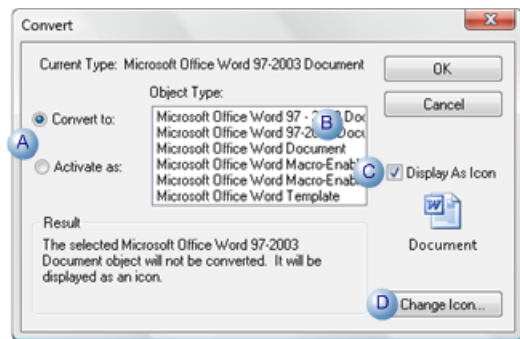 Convert
Current Type: Microsoft Office Word 97-2003 Document
OK
Object Type:
Cancel
A
Convert to:
Activate as:
Microsoft Office Word 97 - Doc
B
Microsoft Office Word 97-20 Docu
Microsoft Office Word Document
Microsoft Office Word Macro-Enab
Microsoft Office Word Macro-Enabl
Microsoft Office Word Template
C
Display As Icon
W
Document
Result
The selected Microsoft Office Word 97-2003
Document object will not be converted. It will be
displayed as an icon.
D
Change Icon...